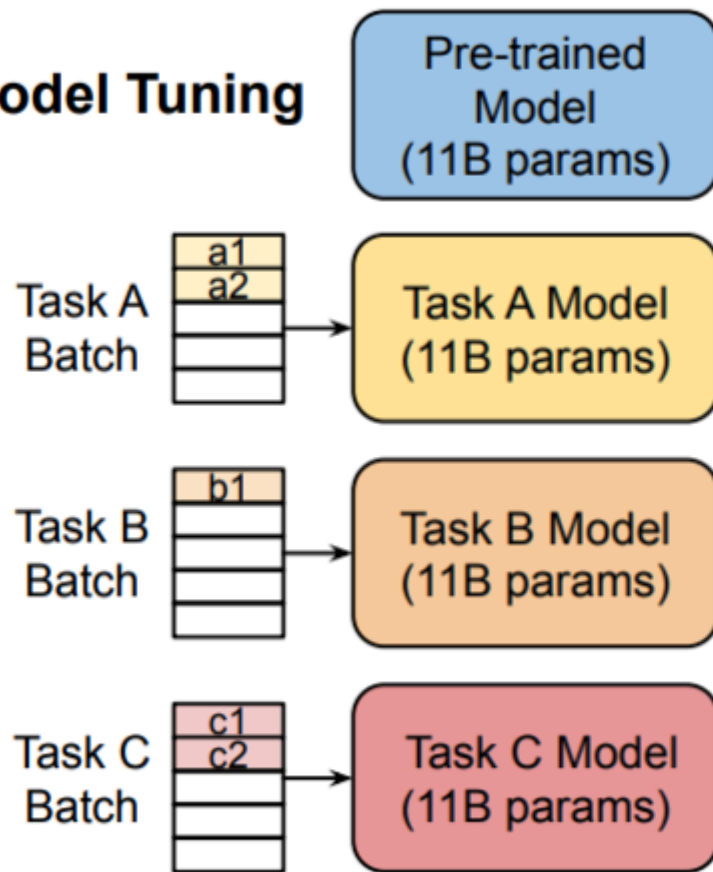 odel Tuning
Pre-trained
Model
(11B params)
a1
a2
Task A
Batch
Task A Model
(11B params)
b1
Task B
Batch
Task B Model
(11B params)
c1
c2
Task C
Batch
Task C Model
(11B params)